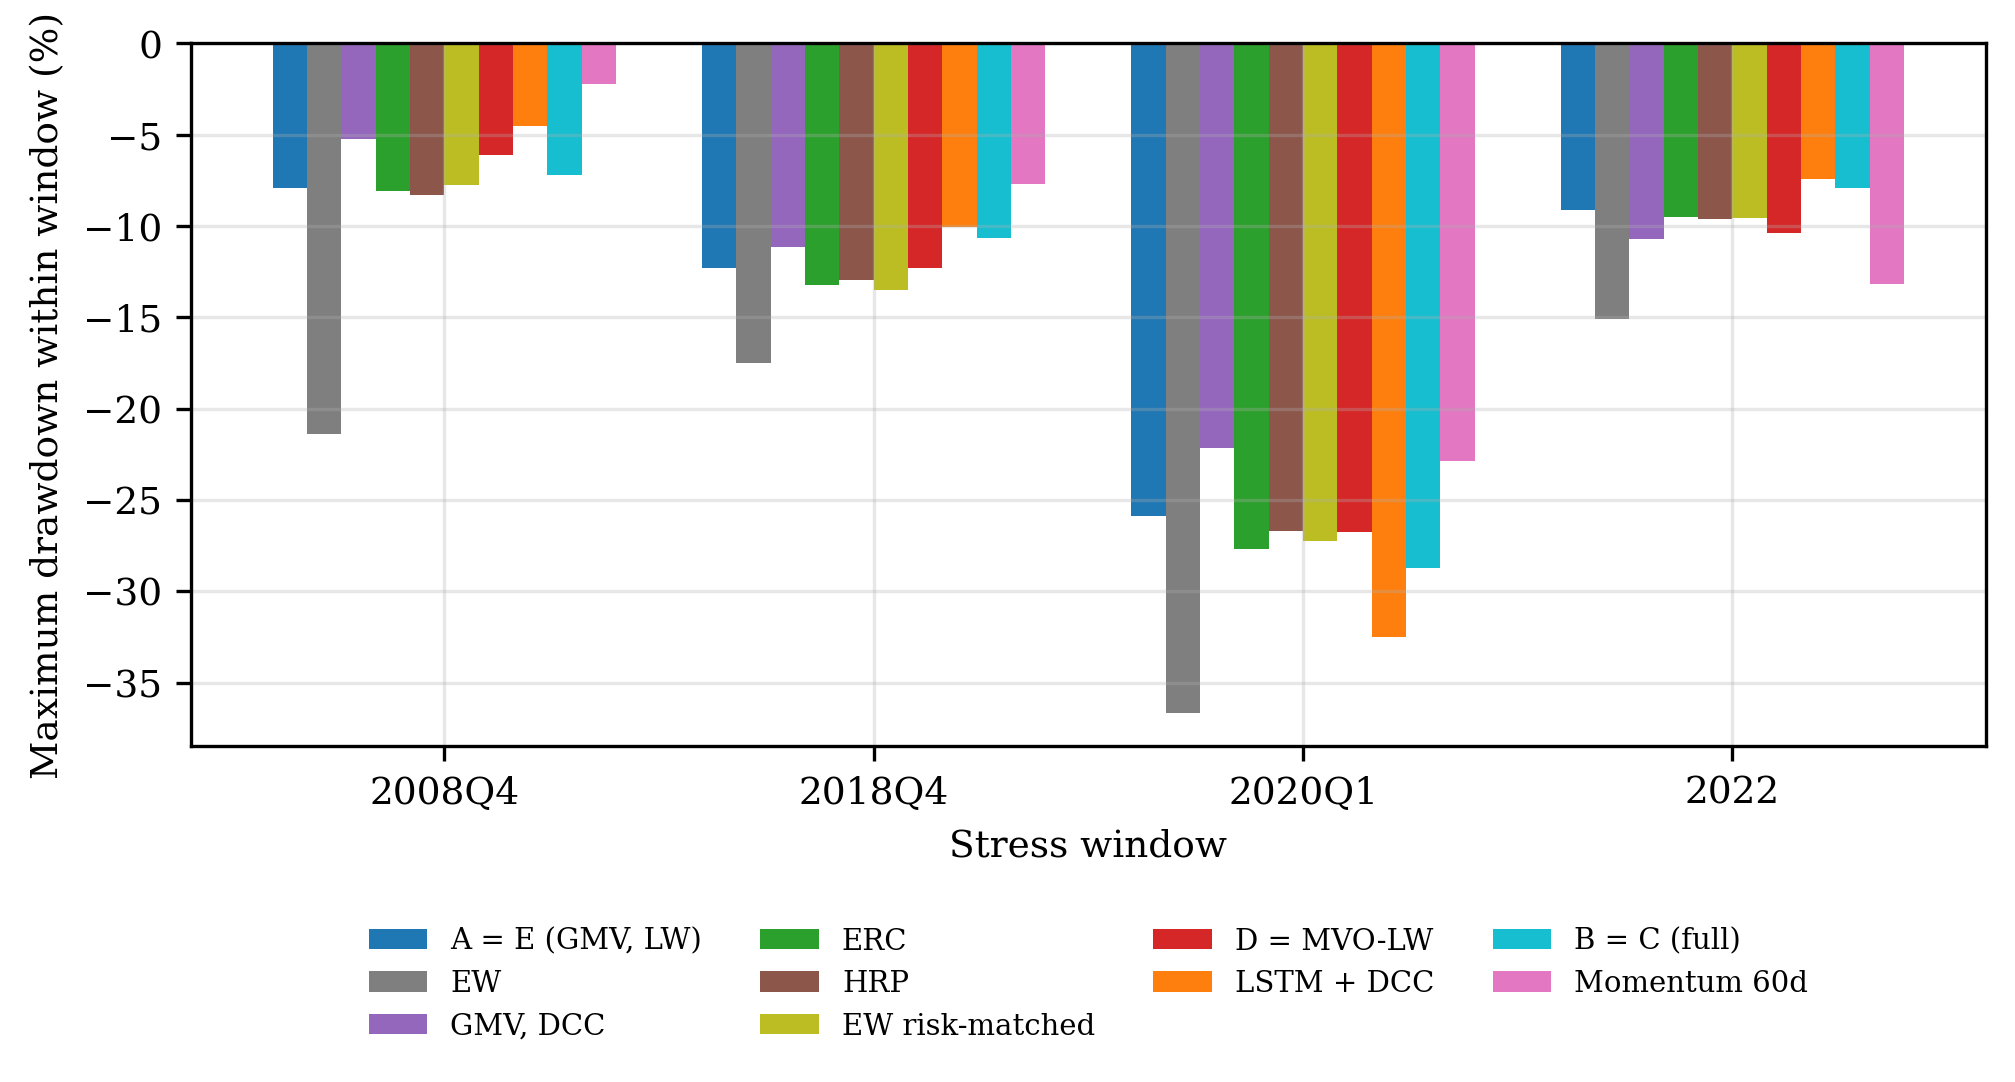 Maximum drawdown within window (%)
0
−5
−10
−15
−20
−25
−30
−35
2008Q4
2018Q4
2020Q1
2022
Stress window
A = E (GMV, LW)
EW
GMV, DCC
ERC
HRP
EW risk-matched
D = MVO-LW
LSTM + DCC
B = C (full)
Momentum 60d